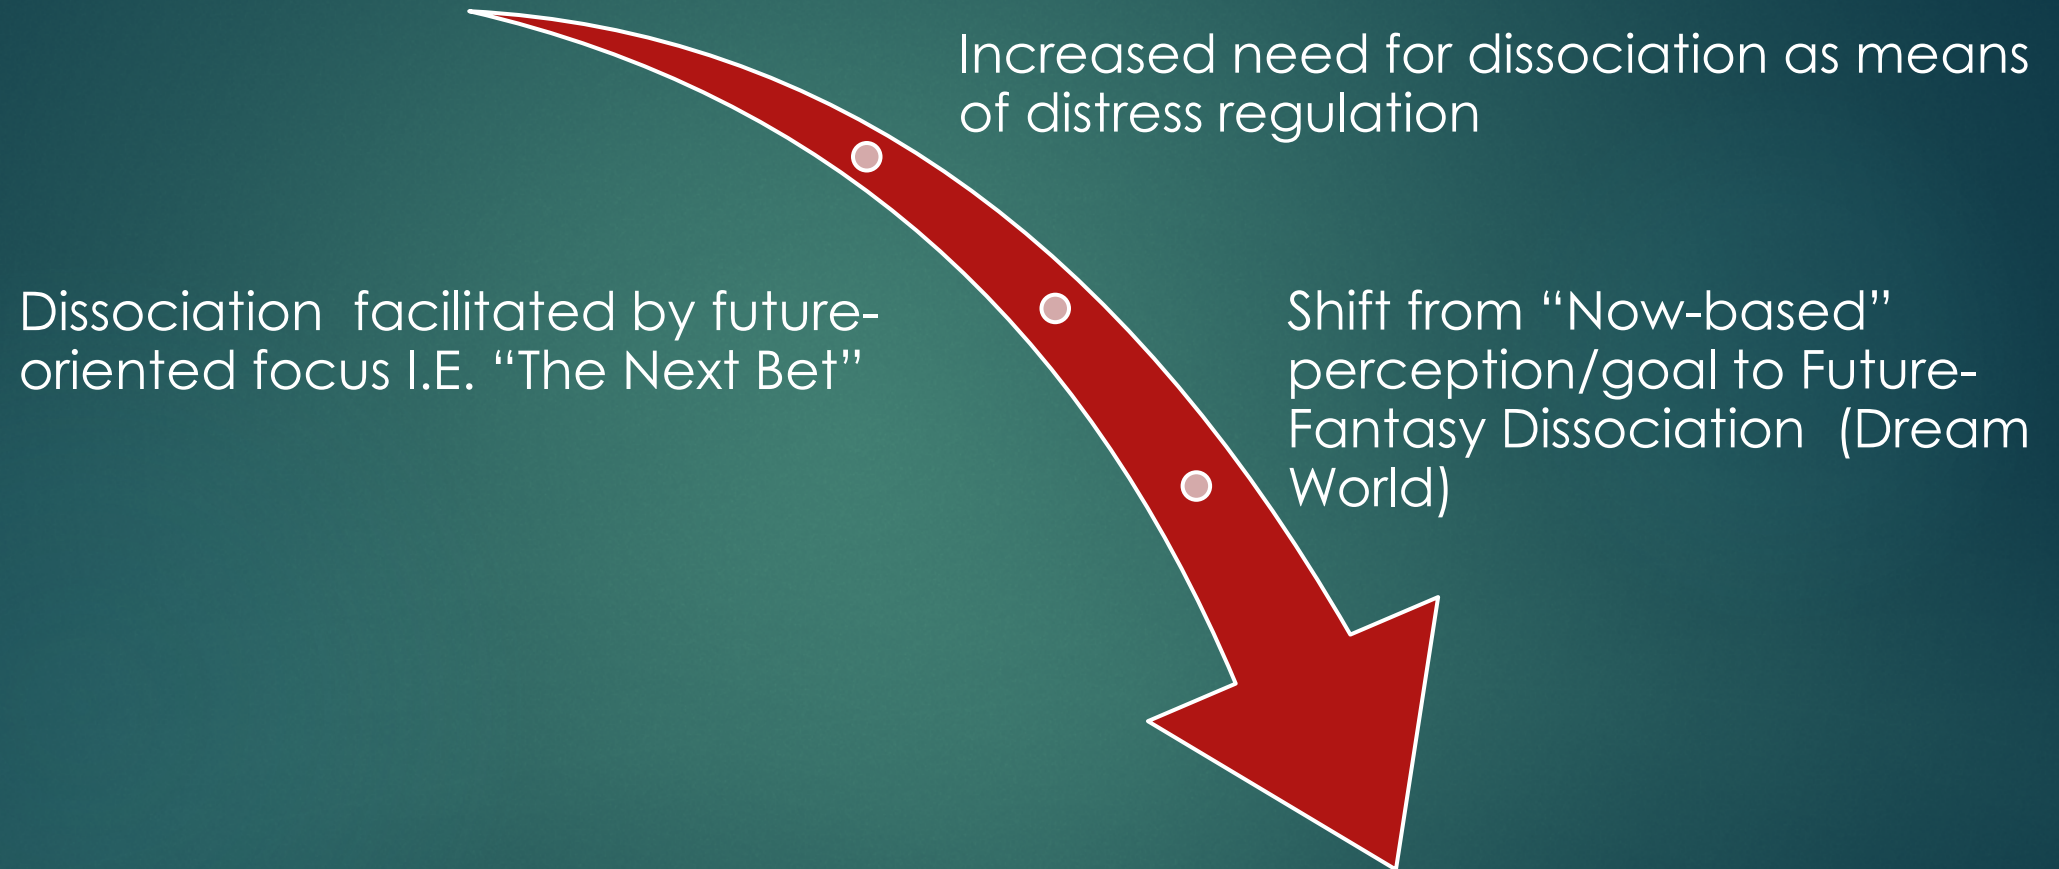 Increased need for dissociation as means
of distress regulation
Dissociation  facilitated by future-
oriented focus I.E. “The Next Bet”
Shift from “Now-based”
perception/goal to Future-
Fantasy Dissociation  (Dream
World)